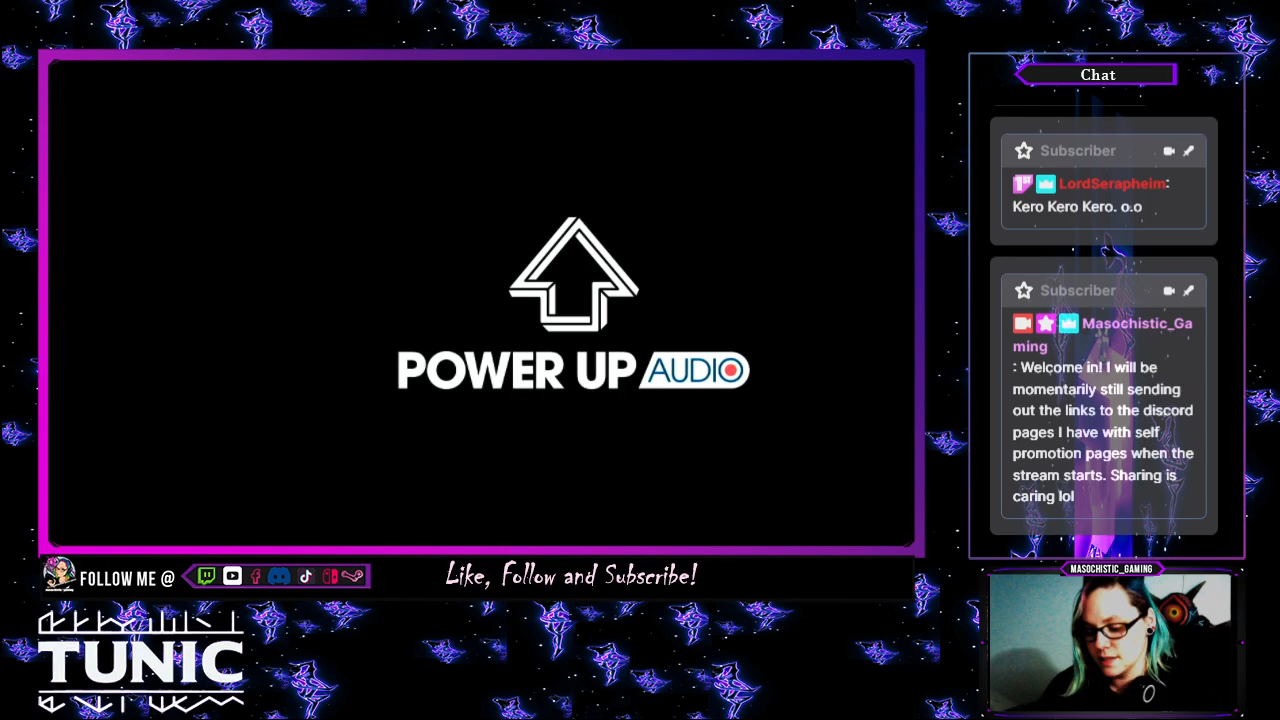 POWER UP AUDIO
Chat
Subscriber
1ST LordSerapheim:
Kero Kero Kero. o.o
Subscriber
Masochistic_Ga
ming
: Welcome in! I will be
momentarily still sending
out the links to the discord
pages I have with self
promotion pages when the
stream starts. Sharing is
caring lol
FOLLOW ME @
Like, Follow and Subscribe!
MASOCHISTIC_GAMING
TUNIC